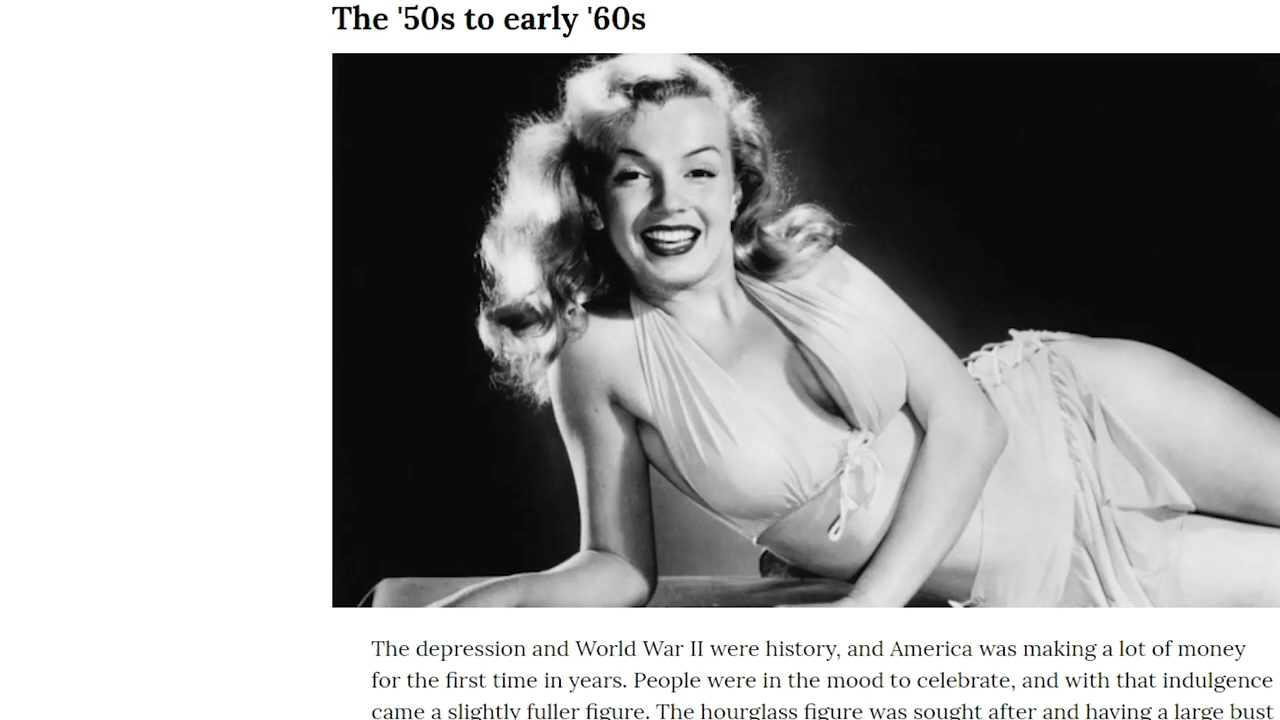 The '50s to early '60s
The depression and World War II were history, and America was making a lot of money
for the first time in years. People were in the mood to celebrate, and with that indulgence
came a slightly fuller figure. The hourglass figure was sought after and having a large bust